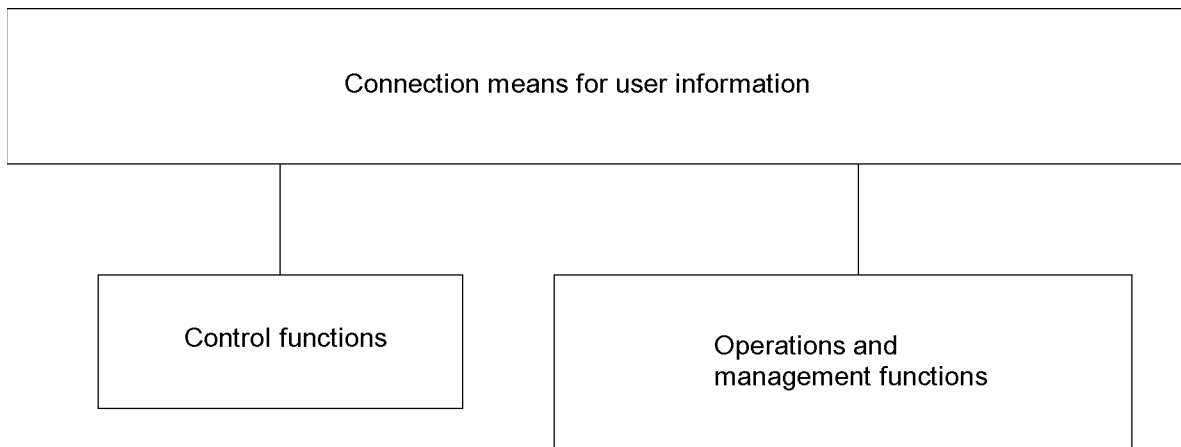 Connection means for user information
Control functions
Operations and
management functions